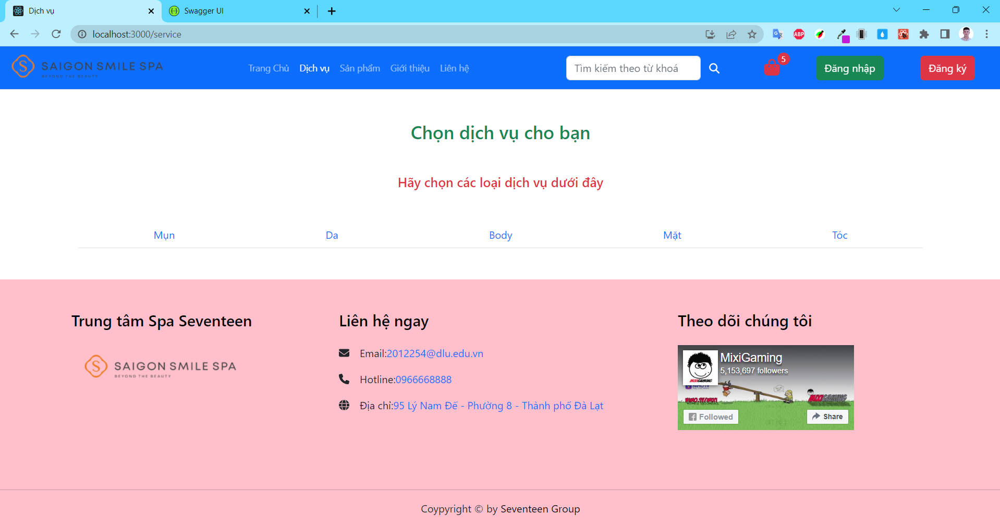 Dịch vụ
Swagger UI
localhost:3000/service
ABP
SAIGON SMILE SPA
BEYOND THE BEAUTY
Trang Chủ
Dịch vụ
Sản phẩm
Giới thiệu
Liên hệ
Tìm kiếm theo từ khoá
5
Đăng nhập
Đăng ký
Chọn dịch vụ cho bạn
Hãy chọn các loại dịch vụ dưới đây
Mụn
Da
Body
Mặt
Tóc
Trung tâm Spa Seventeen
SAIGON SMILE SPA
BEYOND THE BEAUTY
Liên hệ ngay
Email:2012254@dlu.edu.vn
Hotline:0966668888
Địa chỉ:95 Lý Nam Đế - Phường 8 - Thành phố Đà Lạt
Theo dõi chúng tôi
MixiGaming
5,153,697 followers
MIXIGAMING
MIXIGAMING
Followed
Share
Coypyright © by Seventeen Group